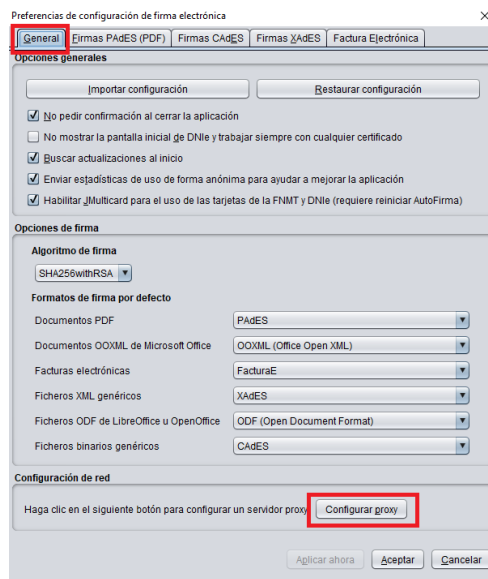 Preferencias de configuración de firma electrónica
General Firmas PAdES (PDF) Firmas CAdES Firmas XAdES Factura Electrónica
Opciones generales
Importar configuración Restaurar configuración
No pedir confirmación al cerrar la aplicación
No mostrar la pantalla inicial de DNIe y trabajar siempre con cualquier certificado
Buscar actualizaciones al inicio
Enviar estadísticas de uso de forma anónima para ayudar a mejorar la aplicación
Habilitar JMulticard para el uso de las tarjetas de la FNMT y DNIe (requiere reiniciar AutoFirma)
Opciones de firma
Algoritmo de firma
SHA256withRSA
Formatos de firma por defecto
Documentos PDF PAdES
Documentos OOXML de Microsoft Office OOXML (Office Open XML)
Facturas electrónicas FacturaE
Ficheros XML genéricos XAdES
Ficheros ODF de LibreOffice u OpenOffice ODF (Open Document Format)
Ficheros binarios genéricos CAdES
Configuración de red
Haga clic en el siguiente botón para configurar un servidor proxy Configurar proxy
Aplicar ahora Aceptar Cancelar